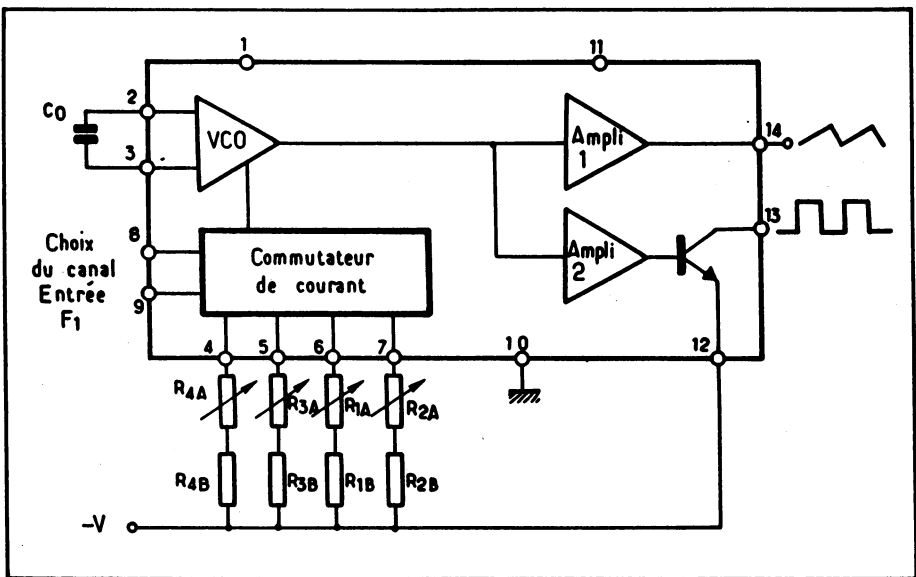 1
11
2
C0
VCO
Ampli
1
14
3
13
8
Choix
du canal
Entrée
F1
Commutateur
de courant
Ampli
2
9
4
5
6
7
10
12
R4A
R3A
R1A
R2A
R4B
R3B
R1B
R2B
-V